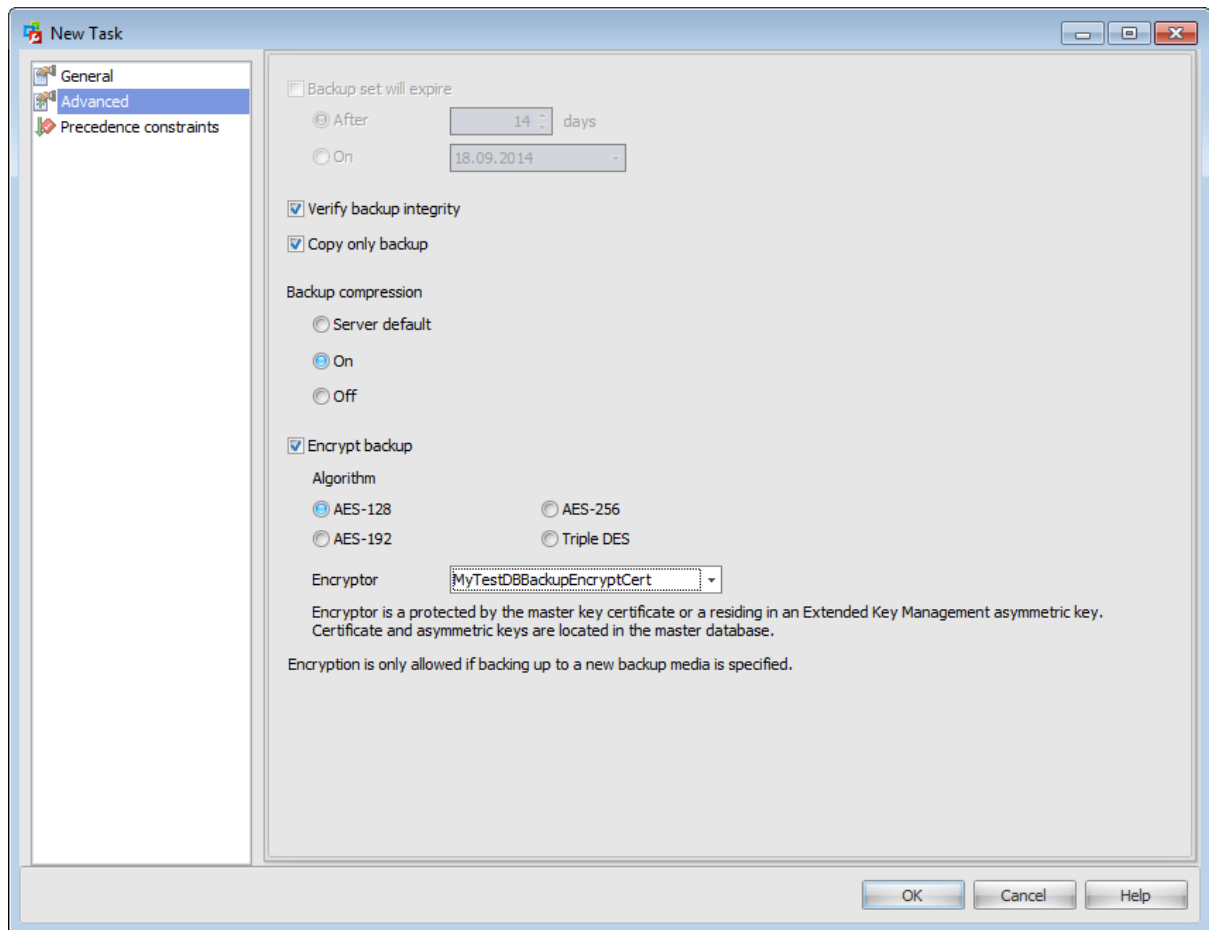 New Task
General
Advanced
Precedence constraints
Backup set will expire
After 14 days
On 18.09.2014
Verify backup integrity
Copy only backup
Backup compression
Server default
On
Off
Encrypt backup
Algorithm
AES-128 AES-256
AES-192 Triple DES
Encryptor MyTestDBBackupEncryptCert
Encryptor is a protected by the master key certificate or a residing in an Extended Key Management asymmetric key.
Certificate and asymmetric keys are located in the master database.
Encryption is only allowed if backing up to a new backup media is specified.
OK Cancel Help